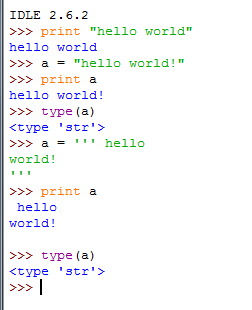 IDLE 2.6.2
>>> print "hello world"
hello world
>>> a = "hello world!"
>>> print a
hello world!
>>> type(a)
<type 'str'>
>>> a = ''' hello
world!
'''
>>> print a
 hello
world!

>>> type(a)
<type 'str'>
>>>